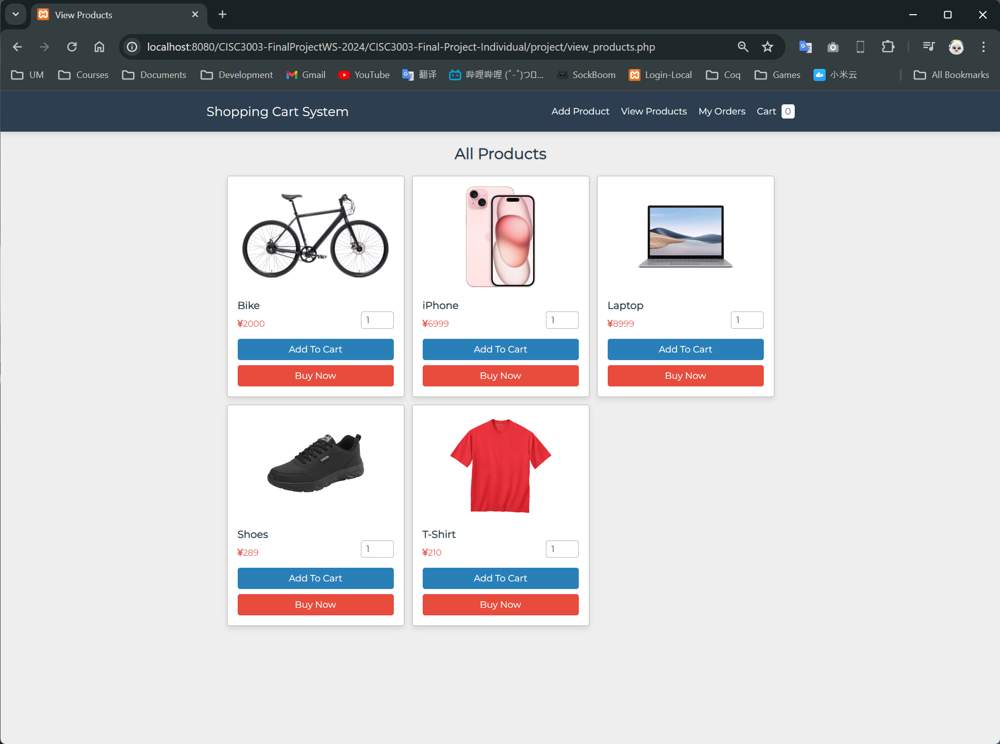 View Products
localhost:8080/CISC3003-FinalProjectWS-2024/CISC3003-Final-Project-Individual/project/view_products.php
UM Courses Documents Development Gmail YouTube 翻译 哔哩哔哩 (゜-゜)つロ... SockBoom Login-Local Coq Games 小米云 All Bookmarks
Shopping Cart System Add Product View Products My Orders Cart 0
All Products
Bike
¥2000 1
Add To Cart
Buy Now
iPhone
¥6999 1
Add To Cart
Buy Now
Laptop
¥8999 1
Add To Cart
Buy Now
Shoes
¥289 1
Add To Cart
Buy Now
T-Shirt
¥210 1
Add To Cart
Buy Now